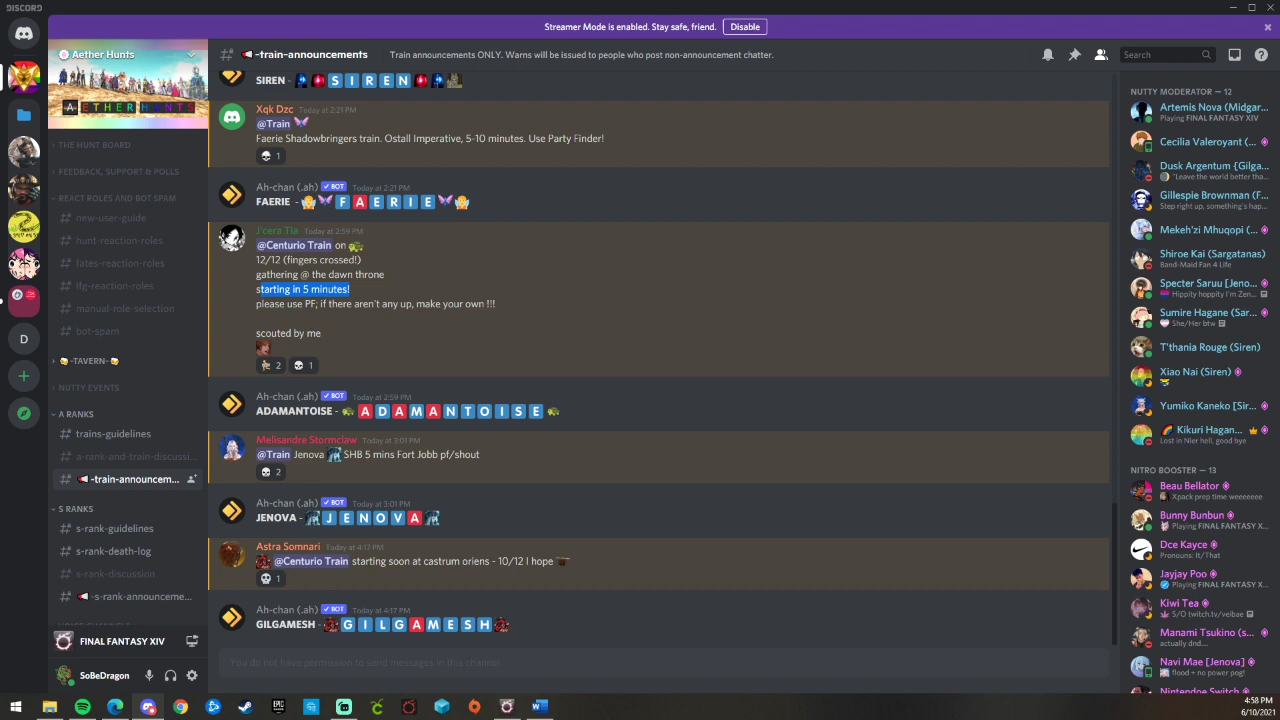 DISCORD
Streamer Mode is enabled. Stay safe, friend.
Disable
Aether Hunts
AETHER HUNTS
THE HUNT BOARD
FEEDBACK, SUPPORT & POLLS
REACT ROLES AND BOT SPAM
new-user-guide
hunt-reaction-roles
fates-reaction-roles
lfg-reaction-roles
manual-role-selection
bot-spam
-TAVERN-
NUTTY EVENTS
A RANKS
trains-guidelines
a-rank-and-train-discussi...
-train-announcem...
S RANKS
s-rank-guidelines
s-rank-death-log
s-rank-discussion
-s-rank-announceme...
FINAL FANTASY XIV
SoBeDragon
D
-train-announcements
Train announcements ONLY. Warns will be issued to people who post non-announcement chatter.
Search
SIREN - SIREN
Xqk Dzc Today at 2:21 PM
@Train
Faerie Shadowbringers train. Ostall Imperative, 5-10 minutes. Use Party Finder!
1
Ah-chan (.ah) BOT Today at 2:21 PM
FAERIE - FAERIE
J'cera Tia Today at 2:59 PM
@Centurio Train on
12/12 (fingers crossed!)
gathering @ the dawn throne
starting in 5 minutes!
please use PF; if there aren't any up, make your own !!!
scouted by me
2 1
Ah-chan (.ah) BOT Today at 2:59 PM
ADAMANTOISE - ADAMANTOISE
Melisandre Stormclaw Today at 3:01 PM
@Train Jenova SHB 5 mins Fort Jobb pf/shout
2
Ah-chan (.ah) BOT Today at 3:01 PM
JENOVA - JENOVA
Astra Somnari Today at 4:17 PM
@Centurio Train starting soon at castrum oriens - 10/12 I hope
1
Ah-chan (.ah) BOT Today at 4:17 PM
GILGAMESH - GILGAMESH
You do not have permission to send messages in this channel
NUTTY MODERATOR — 12
Artemis Nova (Midgar...
Playing FINAL FANTASY XIV
Cecilia Valeroyant (...
Dusk Argentum {Gilga...
"Leave the world better tha...
Gillespie Brownman (F...
Step right up, something's hap...
Mekeh'zi Mhuqopi (...
Shiroe Kai (Sargatanas)
Band-Maid Fan 4 Life
Specter Saruu [Jeno...
Hippity hoppity I'm Zen...
Sumire Hagane (Sar...
She/Her btw
T'thania Rouge (Siren)
Xiao Nai (Siren)
Yumiko Kaneko [Sir...
Kikuri Hagan...
Lost in Nier hell, good bye
NITRO BOOSTER — 13
Beau Bellator
Xpack prep time weeeeeee
Bunny Bunbun
Playing FINAL FANTASY X...
Dce Kayce
Pronouns: It/That
Jayjay Poo
Playing FINAL FANTASY X...
Kiwi Tea
S/O twitch.tv/veibae
Manami Tsukino (s...
actually dnd....
Navi Mae [Jenova]
flood + no power pog!
Nintendoe Switch
4:58 PM
6/10/2021